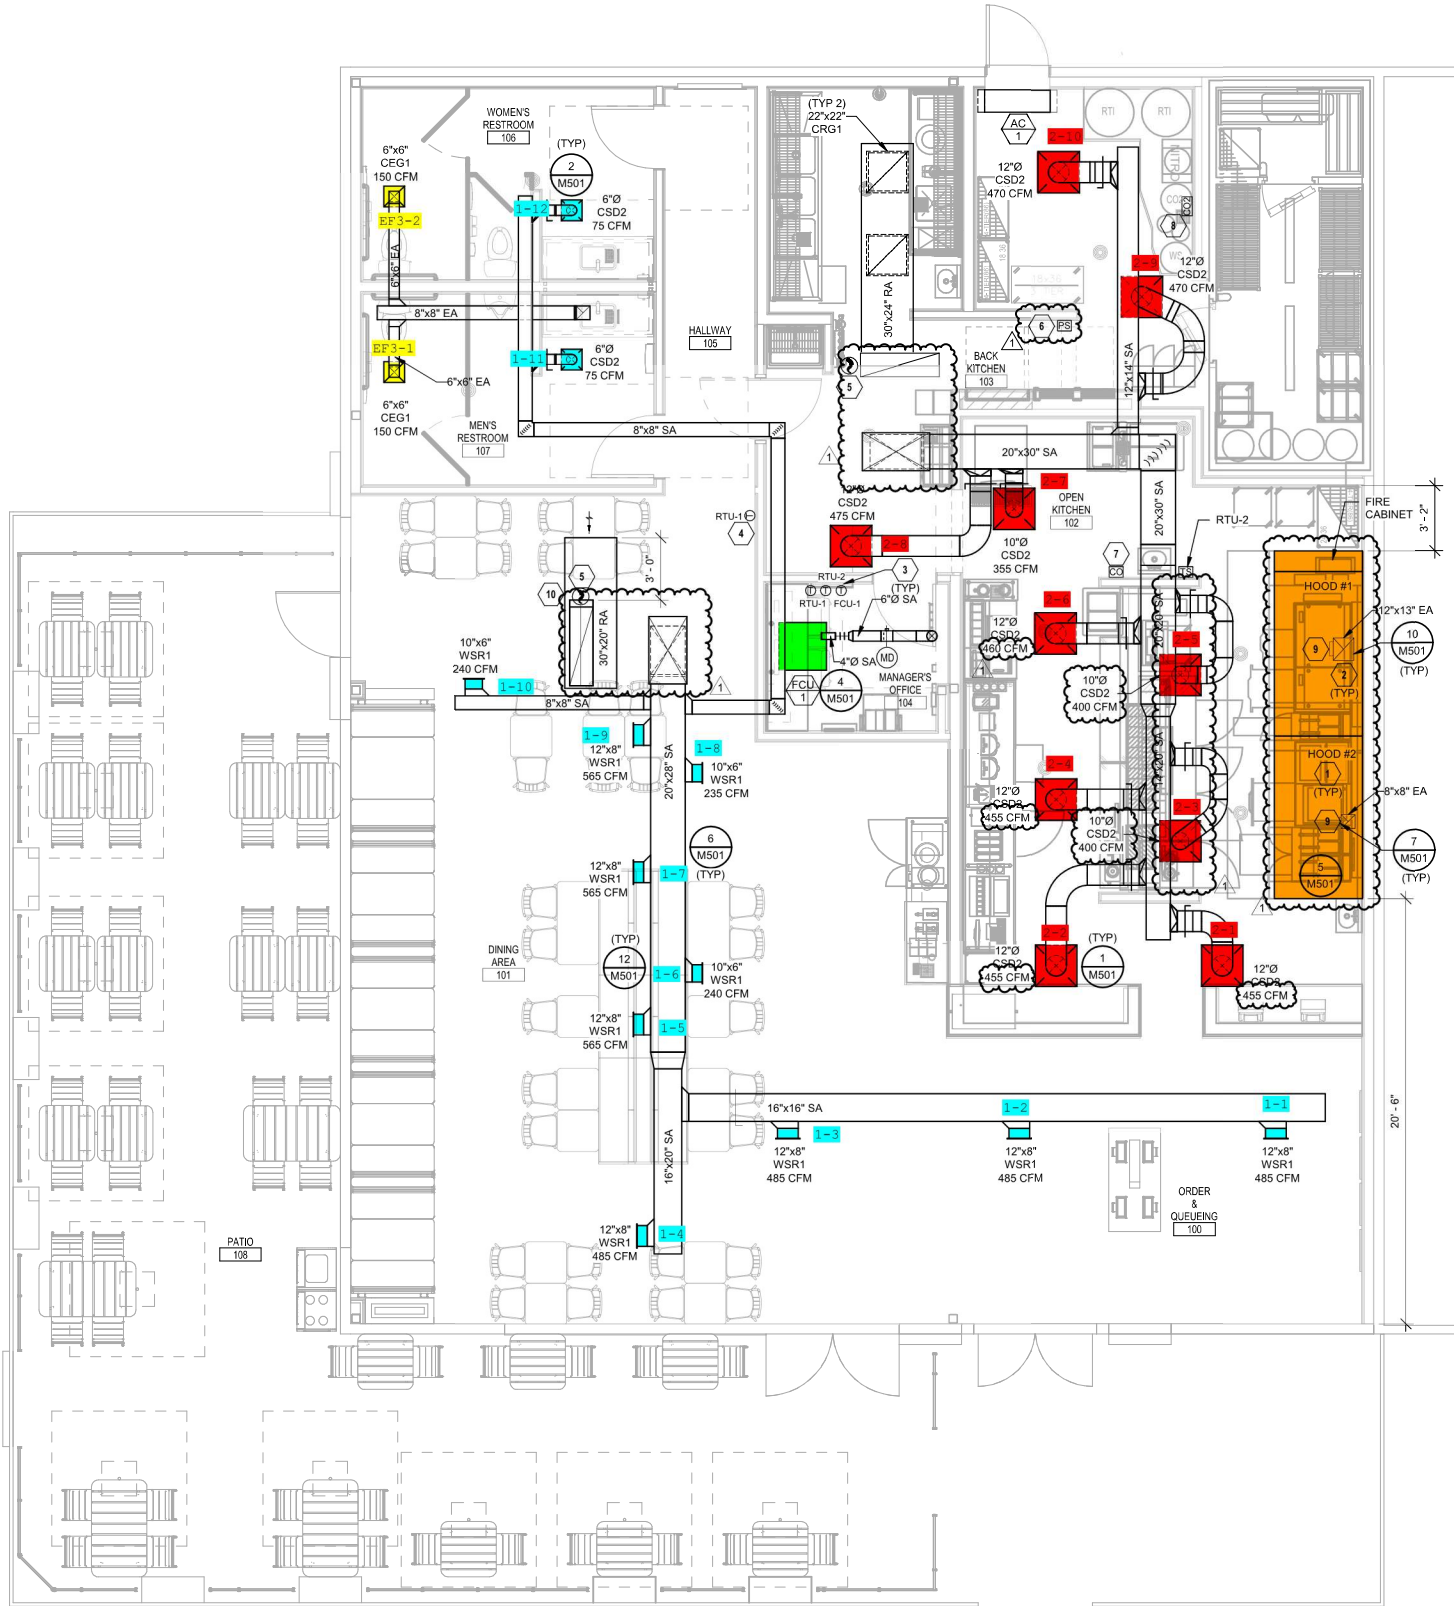 WOMEN'S
RESTROOM
106
(TYP)
2
M501
6"x6"
CEG1
150 CFM
EF3-2
6"x6" EA
8"x8" EA
EF3-1
6"x6" EA
6"x6"
CEG1
150 CFM
MEN'S
RESTROOM
107
1-12
6"Ø
CSD2
75 CFM
1-11
6"Ø
CSD2
75 CFM
HALLWAY
105
8"x8" SA
(TYP 2)
22"x22"
CRG1
30"x24" RA
5
1
AC
1
RTI
RTI
2-10
12"Ø
CSD2
470 CFM
CO2
CO2
8
2-9
12"Ø
CSD2
470 CFM
6
PS
1
BACK
KITCHEN
103
12"x14" SA
20"x30" SA
20"x30" SA
12"Ø
CSD2
475 CFM
2-8
2-7
OPEN
KITCHEN
102
10"Ø
CSD2
355 CFM
RTU-1
4
RTU-2
3
(TYP)
RTU-1
FCU-1
6"Ø SA
4"Ø SA
MD
FCU
1
4
M501
MANAGER'S
OFFICE
104
RTU-2
7
CO
TS
FIRE
CABINET
3' - 2"
HOOD #1
12"x13" EA
9
10
M501
(TYP)
2
(TYP)
HOOD #2
1
(TYP)
8"x8" EA
9
7
M501
(TYP)
5
M501
1
1
20' - 6"
2-6
12"Ø
CSD2
460 CFM
1
20"x20" SA
2-5
10"Ø
CSD2
400 CFM
2-4
12"Ø
CSD2
455 CFM
10"Ø
CSD2
400 CFM
2-3
2-2
12"Ø
CSD2
455 CFM
(TYP)
1
M501
2-1
12"Ø
CSD2
455 CFM
10
5
3' - 0"
30"x20" RA
1
10"x6"
WSR1
240 CFM
1-10
8"x8" SA
1-9
12"x8"
WSR1
565 CFM
20"x28" SA
1-8
10"x6"
WSR1
235 CFM
6
M501
(TYP)
12"x8"
WSR1
565 CFM
1-7
(TYP)
12
M501
1-6
10"x6"
WSR1
240 CFM
DINING
AREA
101
12"x8"
WSR1
565 CFM
1-5
16"x16" SA
1-2
1-1
1-3
12"x8"
WSR1
485 CFM
12"x8"
WSR1
485 CFM
12"x8"
WSR1
485 CFM
16"x20" SA
12"x8"
WSR1
485 CFM
1-4
ORDER
&
QUEUEING
100
PATIO
108